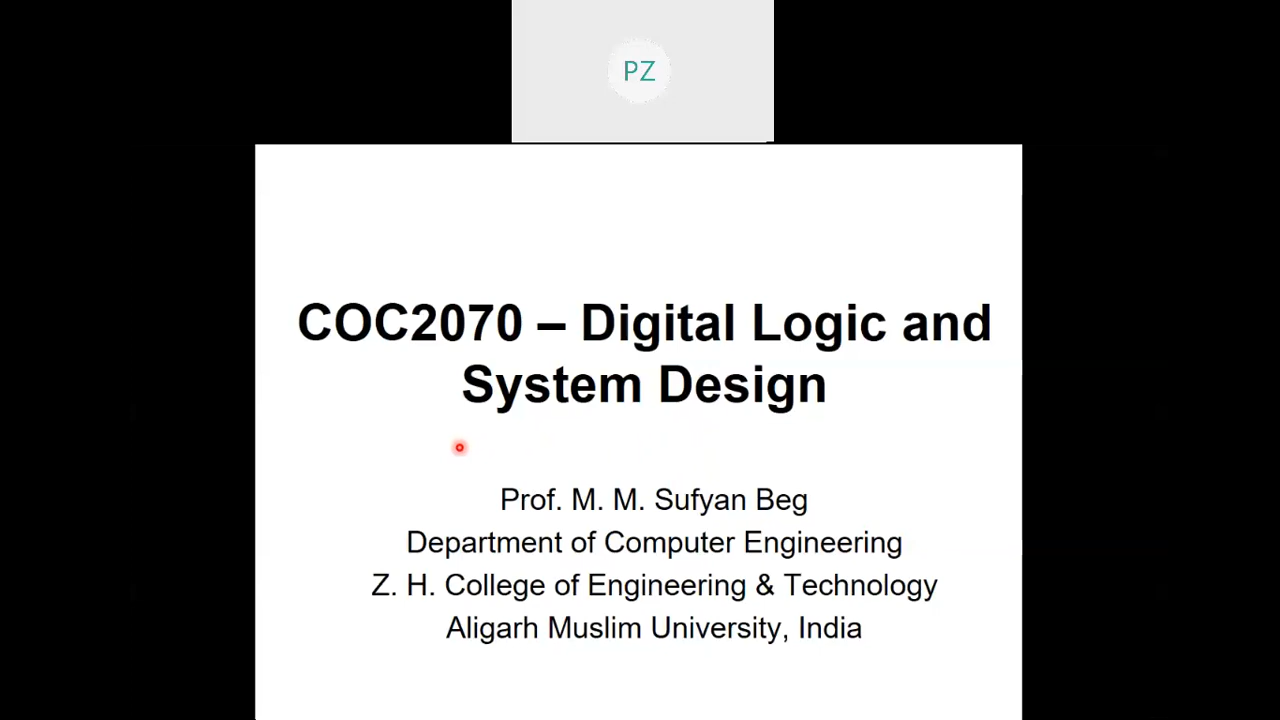 PZ
COC2070 – Digital Logic and
System Design
Prof. M. M. Sufyan Beg
Department of Computer Engineering
Z. H. College of Engineering & Technology
Aligarh Muslim University, India